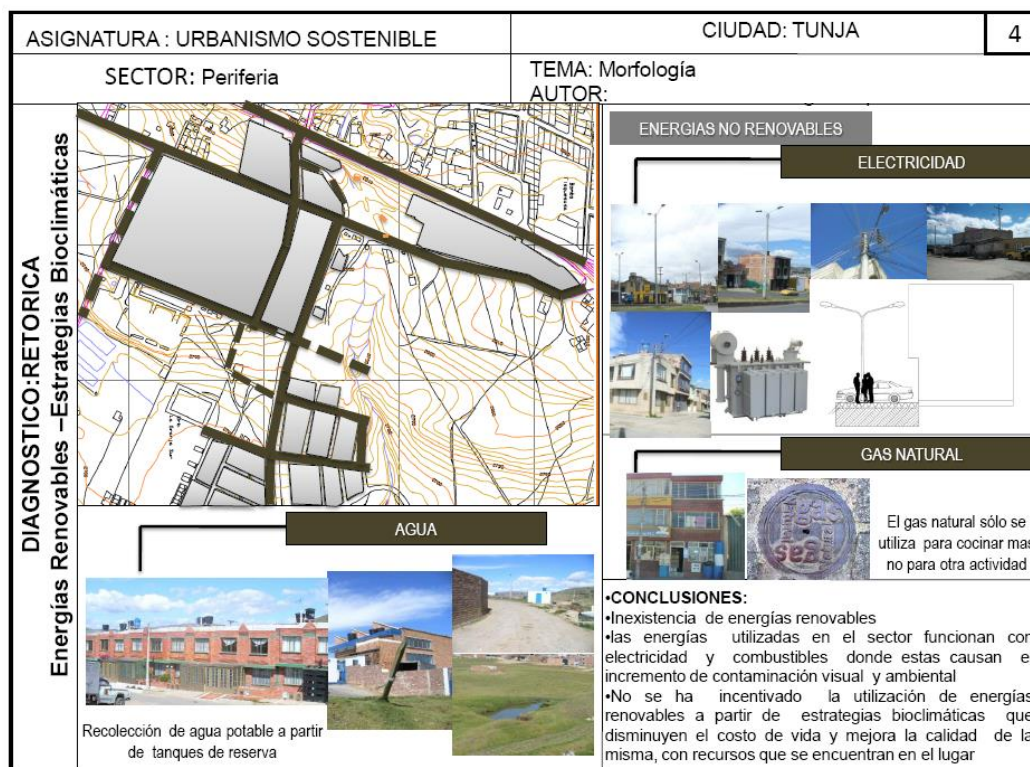 ASIGNATURA : URBANISMO SOSTENIBLE
CIUDAD: TUNJA
4
SECTOR: Periferia
TEMA: Morfología
AUTOR:
DIAGNOSTICO:RETORICA
Energías Renovables –Estrategias Bioclimáticas
ENERGIAS NO RENOVABLES
ELECTRICIDAD
GAS NATURAL
El gas natural sólo se
utiliza para cocinar mas
no para otra actividad
gas
AGUA
Recolección de agua potable a partir
de tanques de reserva
•CONCLUSIONES:
•Inexistencia de energías renovables
•las energías utilizadas en el sector funcionan con
electricidad y combustibles donde estas causan e
incremento de contaminación visual y ambiental
•No se ha incentivado la utilización de energías
renovables a partir de estrategias bioclimáticas que
disminuyen el costo de vida y mejora la calidad de la
misma, con recursos que se encuentran en el lugar